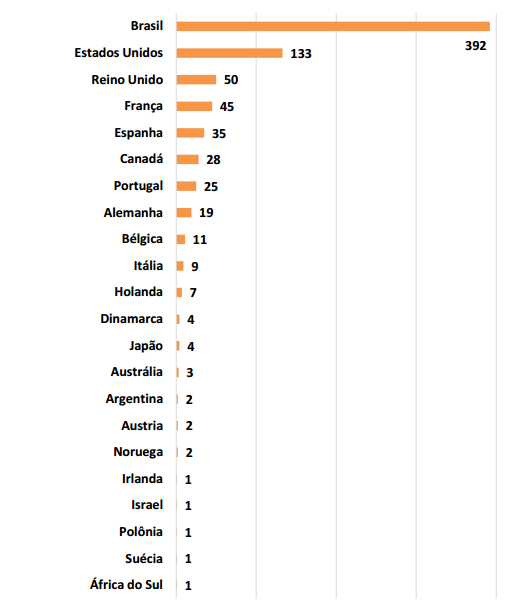 Brasil
392
Estados Unidos 133
Reino Unido 50
França 45
Espanha 35
Canadá 28
Portugal 25
Alemanha 19
Bélgica 11
Itália 9
Holanda 7
Dinamarca 4
Japão 4
Austrália 3
Argentina 2
Austria 2
Noruega 2
Irlanda 1
Israel 1
Polônia 1
Suécia 1
África do Sul 1